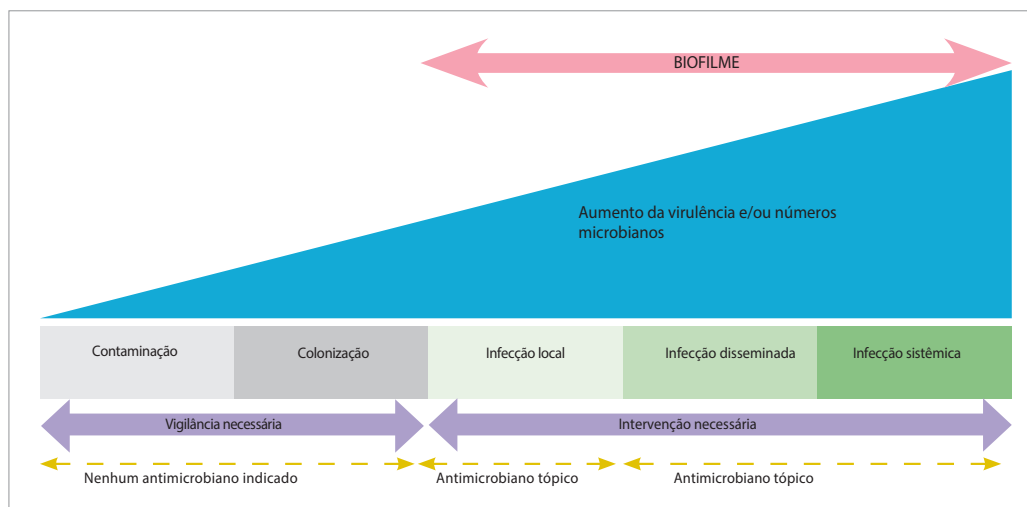 BIOFILME
Aumento da virulência e/ou números
microbianos
Contaminação
Colonização
Infecção local
Infecção disseminada
Infecção sistêmica
Vigilância necessária
Intervenção necessária
Nenhum antimicrobiano indicado
Antimicrobiano tópico
Antimicrobiano tópico